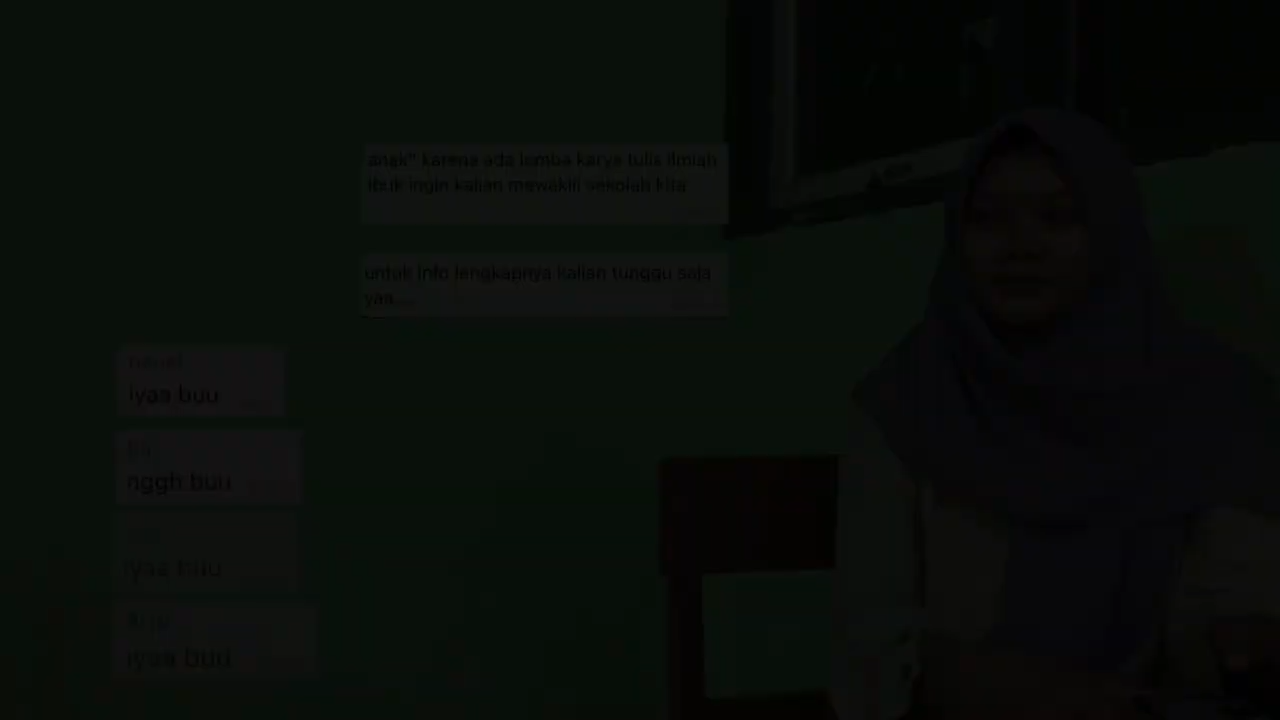 anak" karena ada lomba karya tulis ilmiah
ibuk ingin kalian mewakili sekolah kita
untuk info lengkapnya kalian tunggu saja
yaa
iyaa buu
nggh buu
iyaa buu
iyaa buu